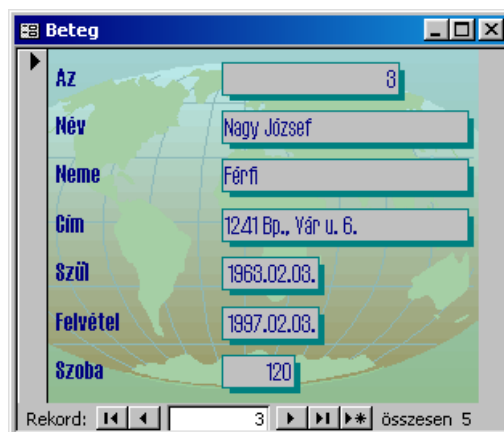 Beteg
Az 3
Név Nagy József
Neme Férfi
Cím 1241 Bp., Vár u. 6.
Szül 1963.02.03.
Felvétel 1997.02.03.
Szoba 120
Rekord: 3 összesen 5